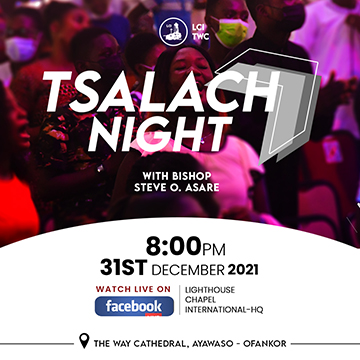 LCI
TWC
TSALACH
NIGHT
WITH BISHOP
STEVE O. ASARE
8:00PM
31ST DECEMBER 2021
WATCH LIVE ON
facebook
LIGHTHOUSE
CHAPEL
INTERNATIONAL-HQ
THE WAY CATHEDRAL, AYAWASO - OFANKOR